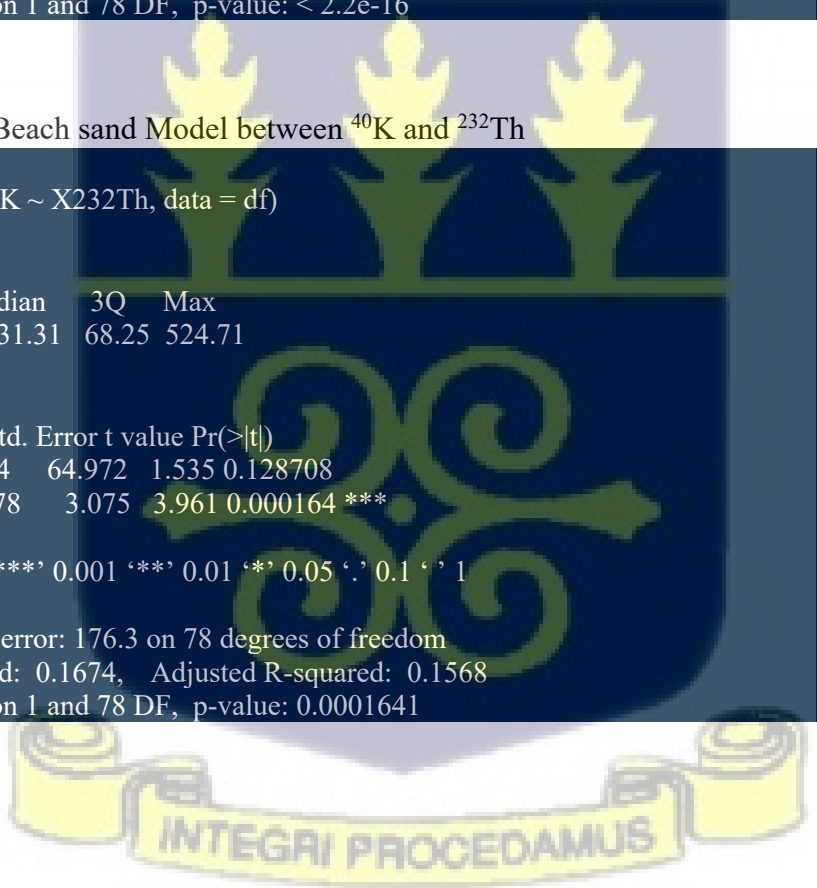 on 1 and 78 DF, p-value: < 2.2e-16
Beach sand Model between ⁴⁰K and ²³²Th
K ~ X232Th, data = df)
dian 3Q Max
31.31 68.25 524.71
td. Error t value Pr(>|t|)
4 64.972 1.535 0.128708
78 3.075 3.961 0.000164 ***
***’ 0.001 ‘**’ 0.01 ‘*’ 0.05 ‘.’ 0.1 ‘ ’ 1
error: 176.3 on 78 degrees of freedom
d: 0.1674, Adjusted R-squared: 0.1568
on 1 and 78 DF, p-value: 0.0001641
INTEGRI PROCEDAMUS